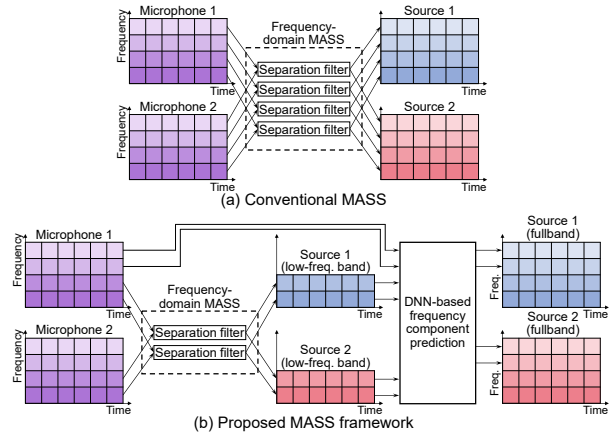 Microphone 1
Frequency
Time
Microphone 2
Frequency
Time
Frequency-
domain MASS
Separation filter
Separation filter
Separation filter
Separation filter
Source 1
Time
Source 2
Time
(a) Conventional MASS
Microphone 1
Frequency
Time
Microphone 2
Frequency
Time
Frequency-
domain MASS
Separation filter
Separation filter
Source 1
(low-freq. band)
Source 2
(low-freq. band)
Time
DNN-based
frequency
component
prediction
Source 1
(fullband)
Freq.
Time
Source 2
(fullband)
Freq.
Time
(b) Proposed MASS framework